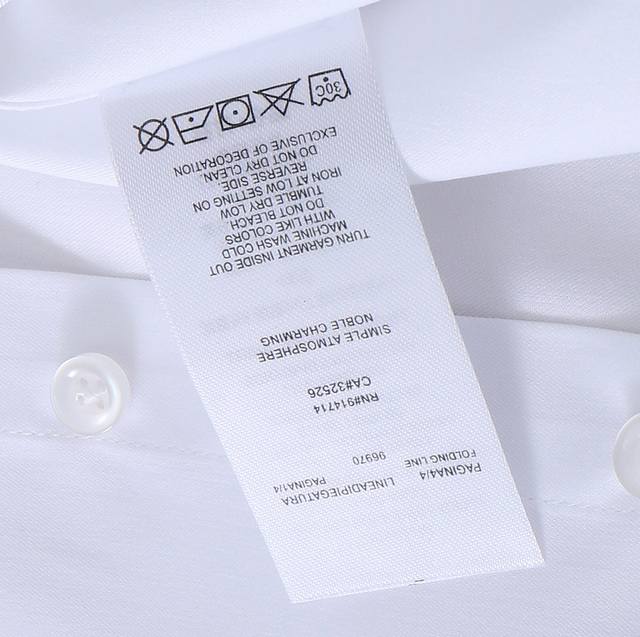 PAGINA4/4 LINEADIPIEGATURA PAGINA1/4
FOLDING LINE 96970
RN#914714
CA#32526
SIMPLE ATMOSPHERE
NOBLE CHARMING
TURN GARMENT INSIDE OUT
MACHINE WASH COLD
WITH LIKE COLORS
DO NOT BLEACH
TUMBLE DRY LOW
IRON AT LOW SETTING ON
REVERSE SIDE
DO NOT DRY CLEAN.
EXCLUSIVE OF DECORATION
30C